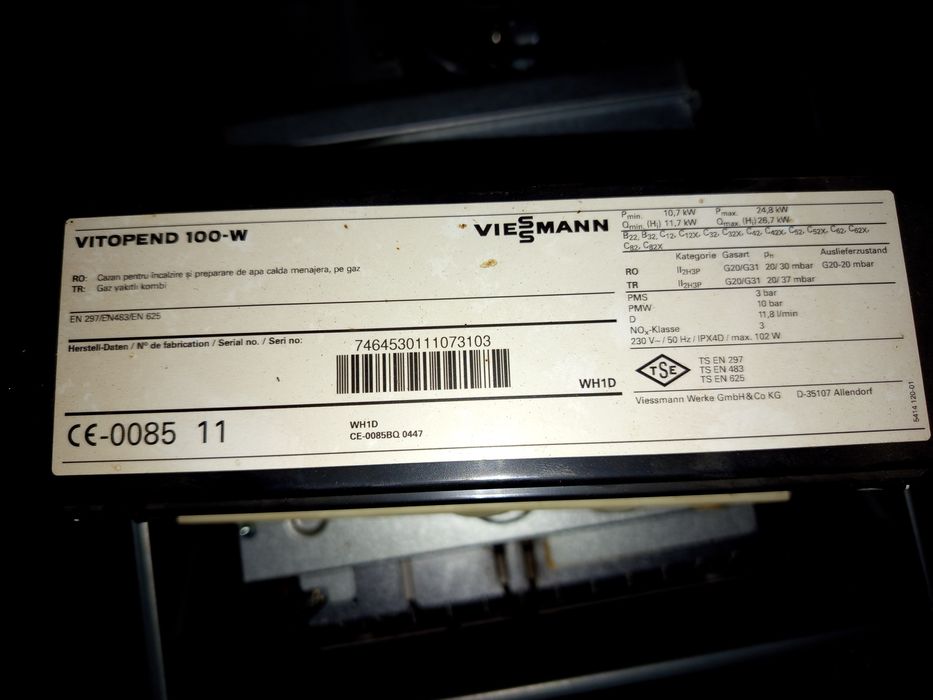 VITOPEND 100-W
VIESSMANN
RO: Cazan pentru încalzire şi preparare de apa calda menajera, pe gaz
TR: Gaz yakıtlı kombi
EN 297/EN483/EN 625
Herstell-Daten / N° de fabrication / Serial no. / Seri no:
7464530111073103
WH1D
CE-0085 11
WH1D
CE-0085BQ 0447
Pmin. 10,7 kW Pmax. 24,8 kW
Qmin. (Hi) 11,7 kW Qmax. (Hi) 26,7 kW
B22, B32, C12, C12X, C32, C32X, C42, C42X, C52, C52X, C62, C62X,
C82, C82X
Kategorie Gasart pn Auslieferzustand
RO II2H3P G20/G31 20/30 mbar G20-20 mbar
TR II2H3P G20/G31 20/37 mbar
PMS 3 bar
PMW 10 bar
D 11,8 l/min
NOx-Klasse 3
230 V~ / 50 Hz / IPX4D / max. 102 W
TSE
TS EN 297
TS EN 483
TS EN 625
Viessmann Werke GmbH & Co KG D-35107 Allendorf
5414 120-01